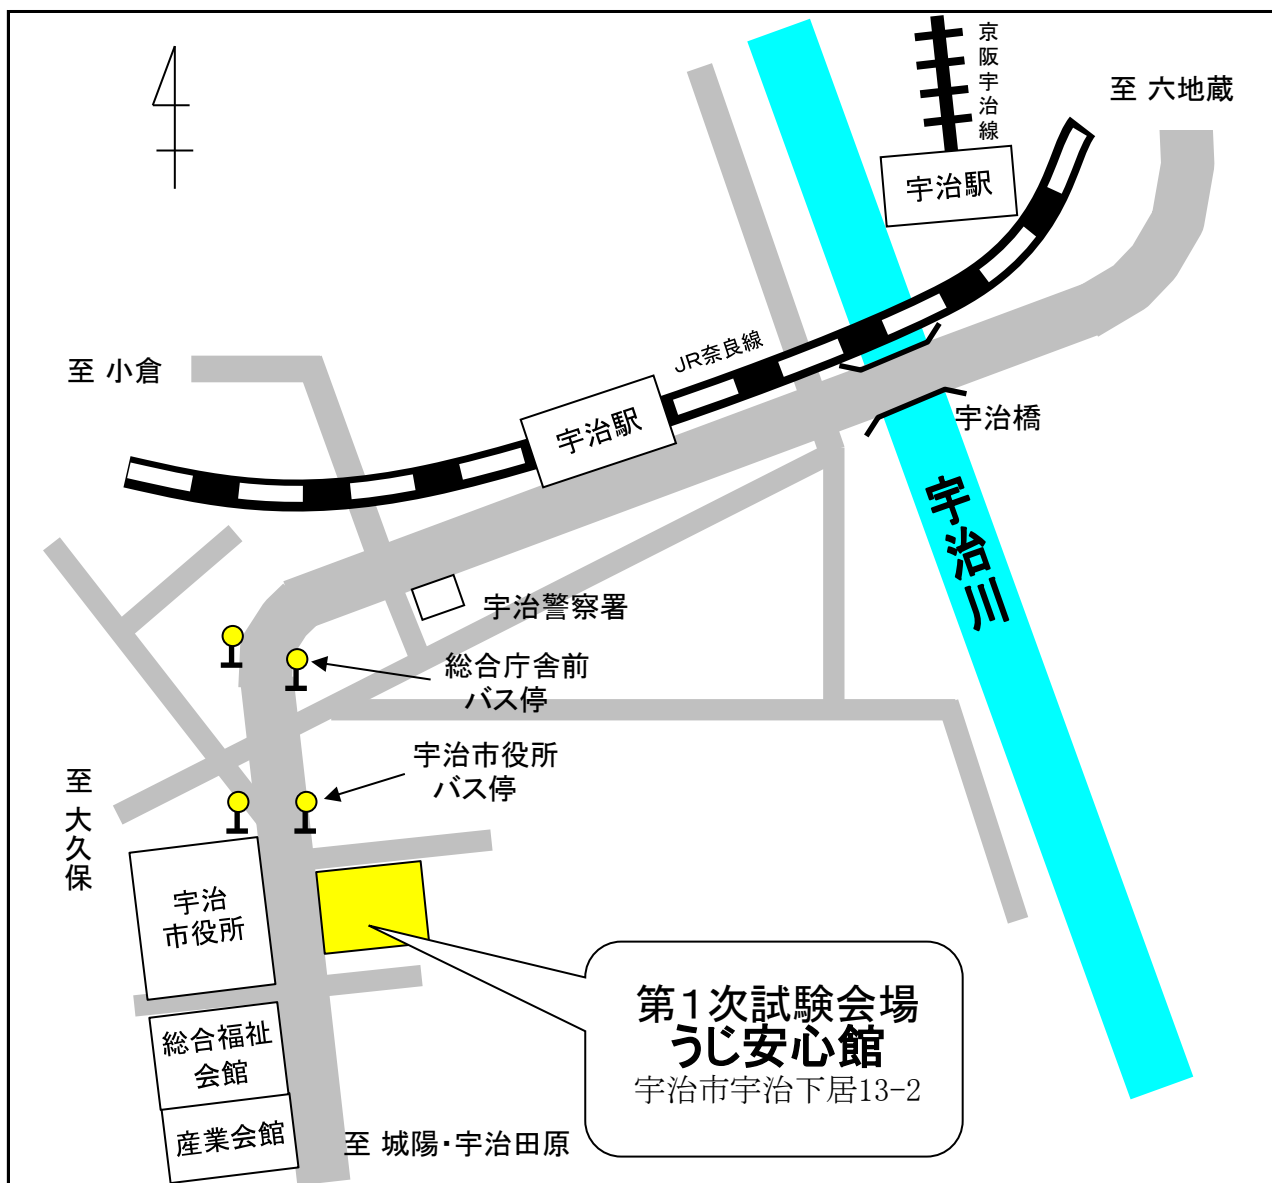 京阪宇治線
至 六地蔵
宇治駅
JR奈良線
至 小倉
宇治駅
宇治橋
宇治川
宇治警察署
総合庁舎前
バス停
宇治市役所
バス停
至 大久保
宇治
市役所
第1次試験会場
うじ安心館
宇治市宇治下居13-2
総合福祉
会館
産業会館
至 城陽・宇治田原